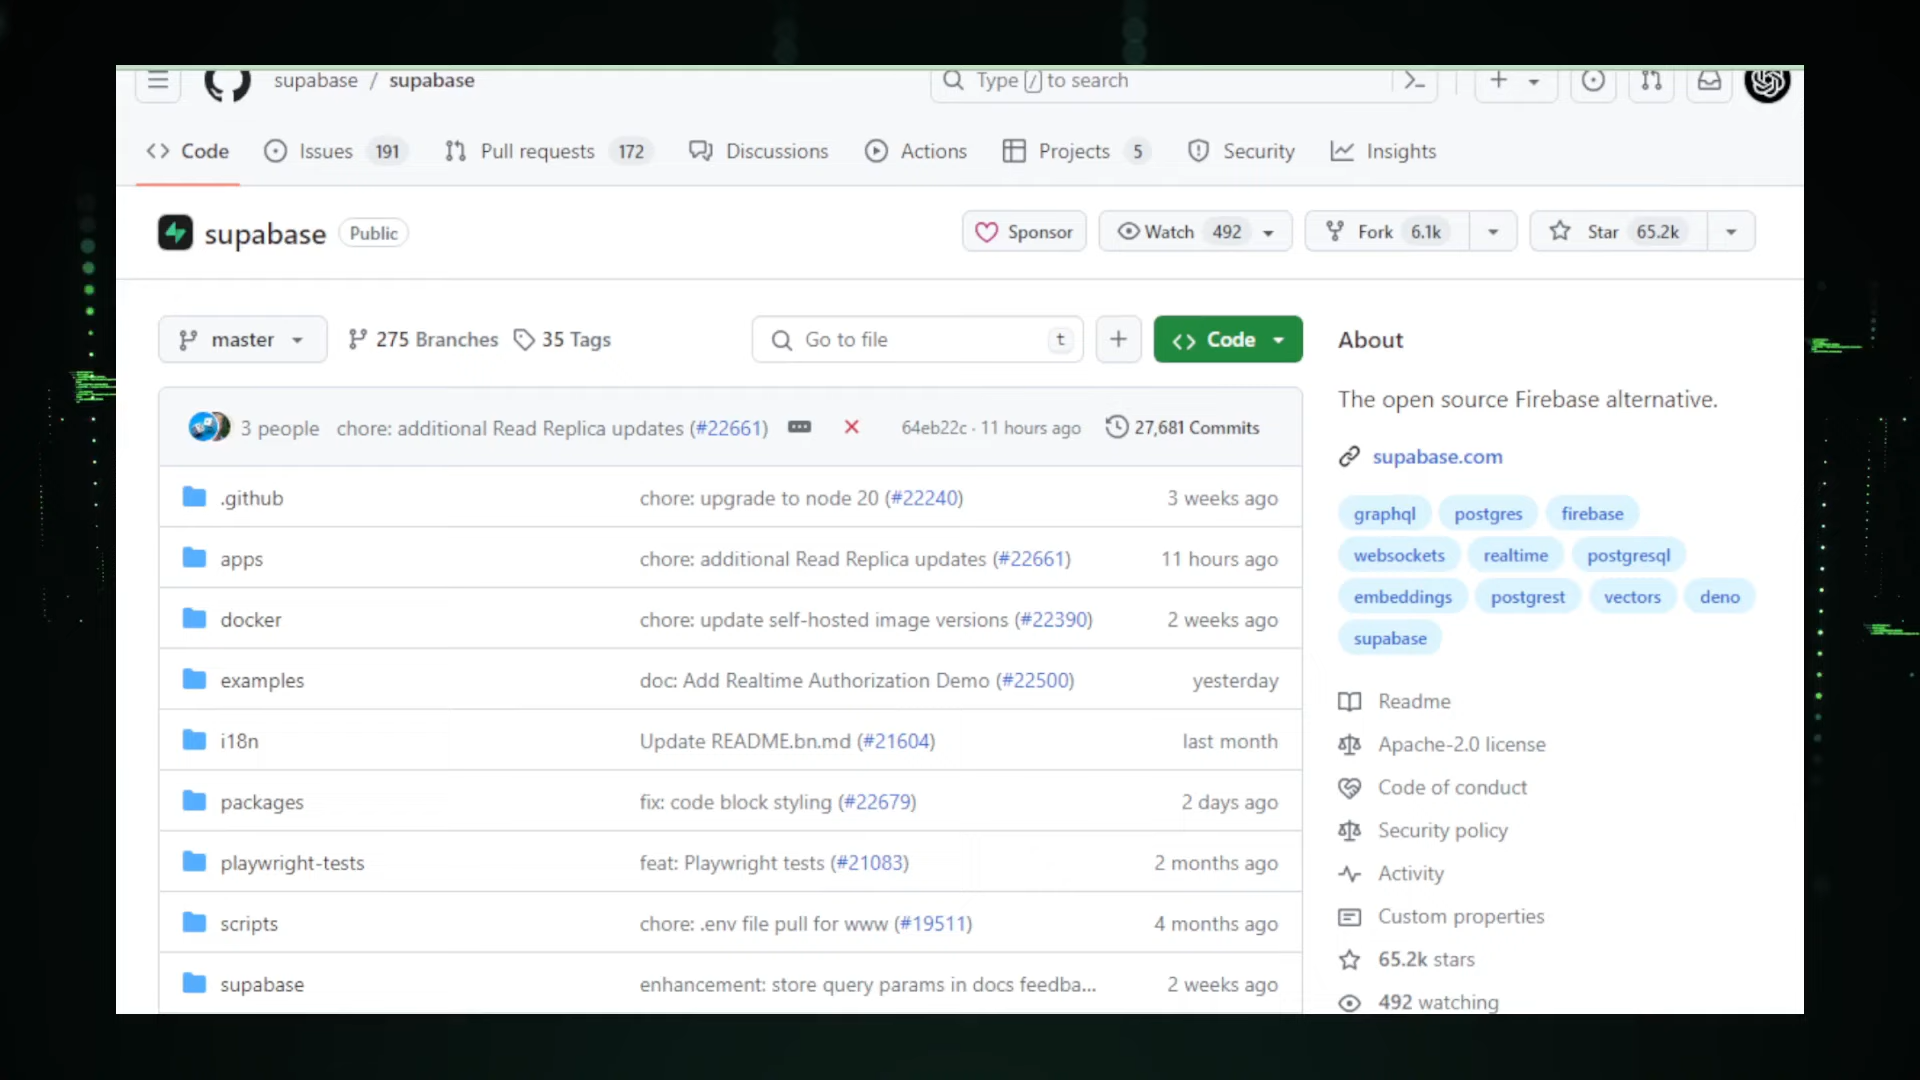 supabase / supabase
Type / to search
Code
Issues 191
Pull requests 172
Discussions
Actions
Projects 5
Security
Insights
supabase Public
Sponsor
Watch 492
Fork 6.1k
Star 65.2k
master
275 Branches
35 Tags
Go to file t
Code
3 people chore: additional Read Replica updates (#22661)
64eb22c · 11 hours ago
27,681 Commits
.github chore: upgrade to node 20 (#22240) 3 weeks ago
apps chore: additional Read Replica updates (#22661) 11 hours ago
docker chore: update self-hosted image versions (#22390) 2 weeks ago
examples doc: Add Realtime Authorization Demo (#22500) yesterday
i18n Update README.bn.md (#21604) last month
packages fix: code block styling (#22679) 2 days ago
playwright-tests feat: Playwright tests (#21083) 2 months ago
scripts chore: .env file pull for www (#19511) 4 months ago
supabase enhancement: store query params in docs feedba... 2 weeks ago
About
The open source Firebase alternative.
supabase.com
graphql postgres firebase
websockets realtime postgresql
embeddings postgrest vectors deno
supabase
Readme
Apache-2.0 license
Code of conduct
Security policy
Activity
Custom properties
65.2k stars
492 watching